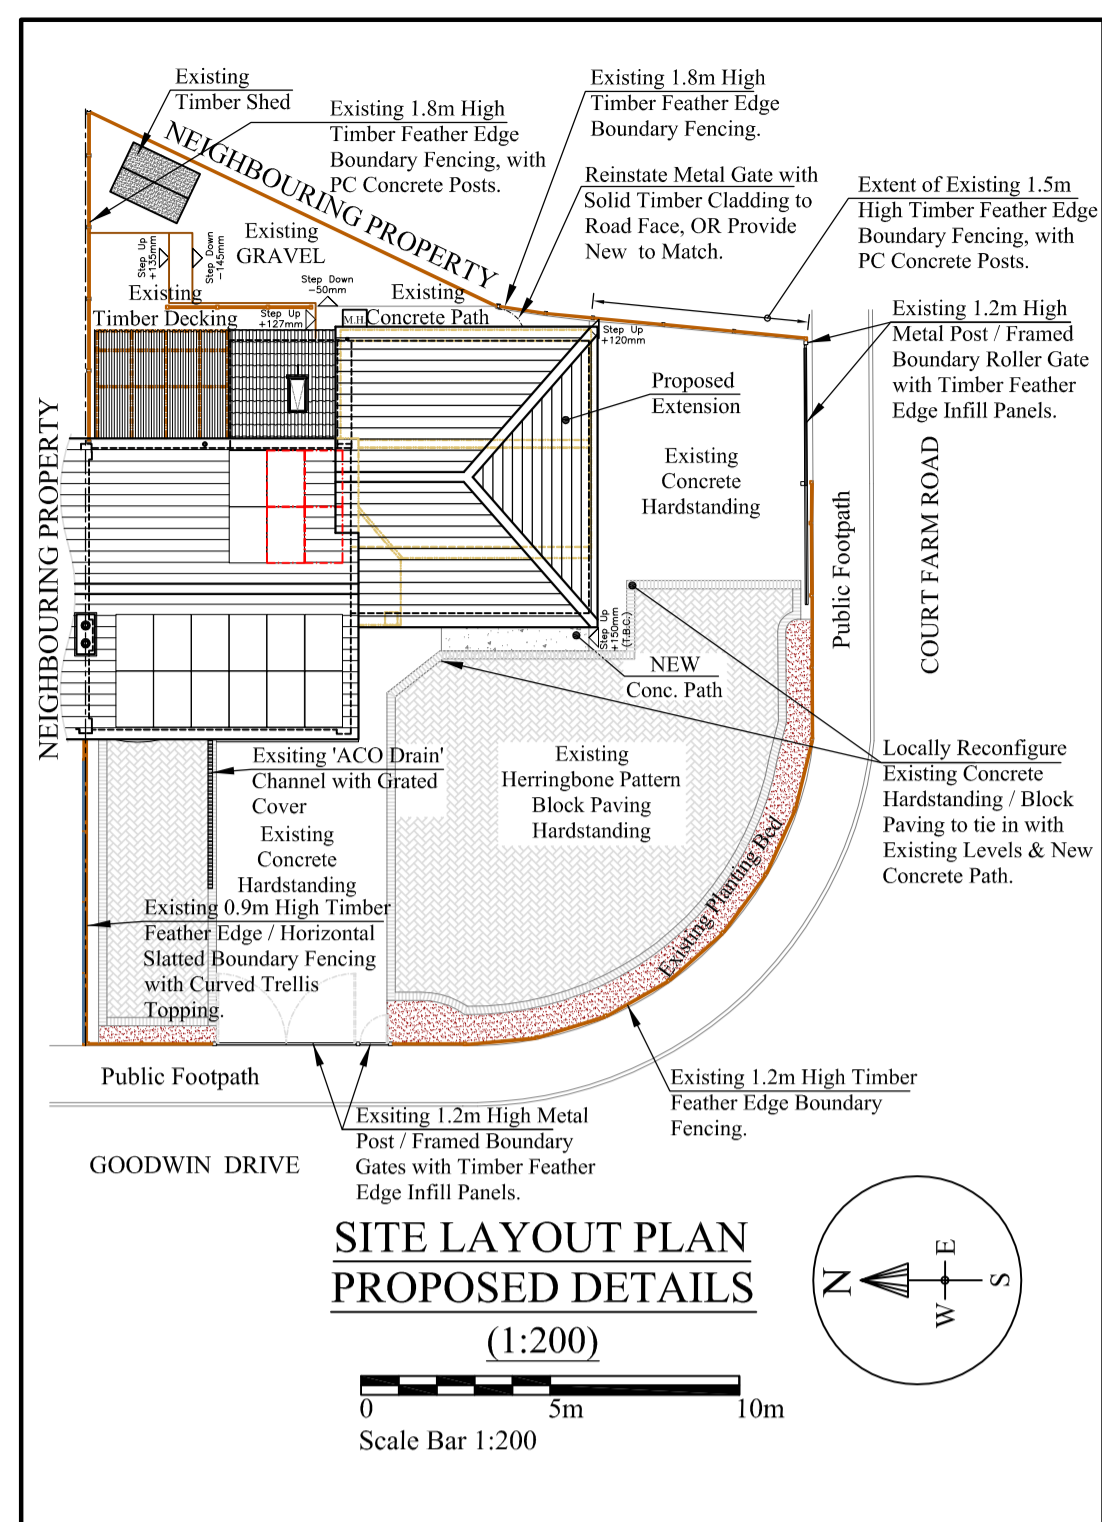 Existing
Timber Shed
Existing 1.8m High
Timber Feather Edge
Boundary Fencing, with
PC Concrete Posts.
NEIGHBOURING PROPERTY
Existing 1.8m High
Timber Feather Edge
Boundary Fencing.
Reinstate Metal Gate with
Solid Timber Cladding to
Road Face, OR Provide
New to Match.
Extent of Existing 1.5m
High Timber Feather Edge
Boundary Fencing, with
PC Concrete Posts.
Existing 1.2m High
Metal Post / Framed
Boundary Roller Gate
with Timber Feather
Edge Infill Panels.
Step Up
+135mm
Step Down
-145mm
Existing
GRAVEL
Step Down
-50mm
Existing
Timber Decking
Step Up
+127mm
M.H
Existing
Concrete Path
Step Up
+120mm
Proposed
Extension
Existing
Concrete
Hardstanding
NEIGHBOURING PROPERTY
Public Footpath
COURT FARM ROAD
Step Up
+150mm
(T.B.C.)
NEW
Conc. Path
Exsiting 'ACO Drain'
Channel with Grated
Cover
Existing
Concrete
Hardstanding
Existing
Herringbone Pattern
Block Paving
Hardstanding
Locally Reconfigure
Existing Concrete
Hardstanding / Block
Paving to tie in with
Existing Levels & New
Concrete Path.
Existing Planting Bed
Existing 0.9m High Timber
Feather Edge / Horizontal
Slatted Boundary Fencing
with Curved Trellis
Topping.
Public Footpath
Existing 1.2m High Timber
Feather Edge Boundary
Fencing.
Exsiting 1.2m High Metal
Post / Framed Boundary
Gates with Timber Feather
Edge Infill Panels.
GOODWIN DRIVE
SITE LAYOUT PLAN
PROPOSED DETAILS
(1:200)
N
E
S
W
0
5m
10m
Scale Bar 1:200